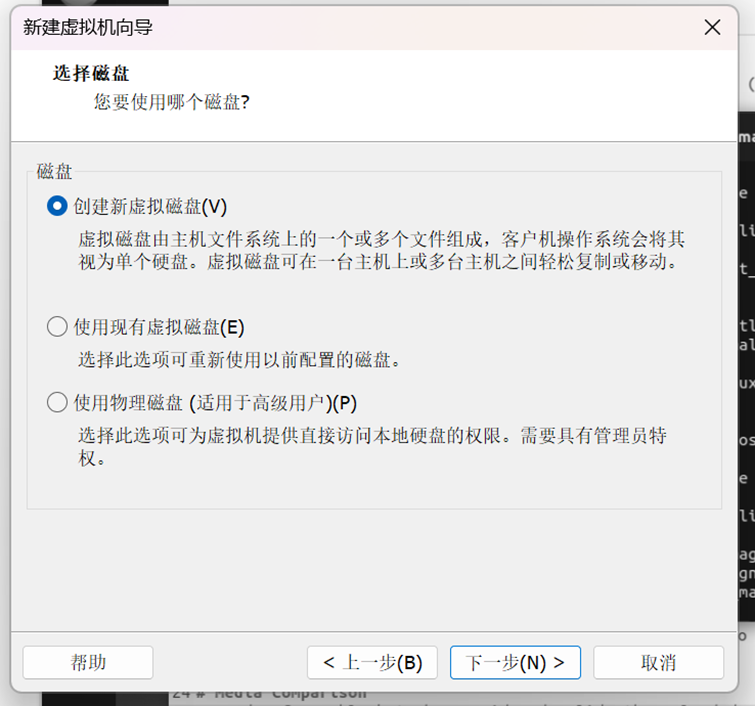 新建虚拟机向导
选择磁盘
您要使用哪个磁盘?
磁盘
创建新虚拟磁盘(V)
虚拟磁盘由主机文件系统上的一个或多个文件组成，客户机操作系统会将其
视为单个硬盘。虚拟磁盘可在一台主机上或多台主机之间轻松复制或移动。
使用现有虚拟磁盘(E)
选择此选项可重新使用以前配置的磁盘。
使用物理磁盘 (适用于高级用户)(P)
选择此选项可为虚拟机提供直接访问本地硬盘的权限。需要具有管理员特
权。
帮助
< 上一步(B)
下一步(N) >
取消
24 # Media Comparison